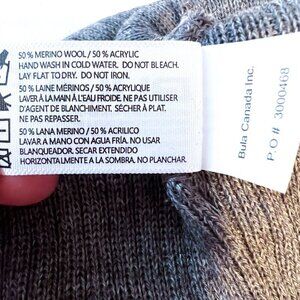 50% MERINO WOOL / 50% ACRYLIC
HAND WASH IN COLD WATER. DO NOT BLEACH.
LAY FLAT TO DRY. DO NOT IRON.
50% LAINE MÉRINOS / 50% ACRYLIQUE
LAVER À LA MAIN À L'EAU FROIDE. NE PAS UTILISER
D'AGENT DE BLANCHIMENT. SÉCHER À PLAT.
NE PAS REPASSER.
50% LANA MERINO / 50% ACRILICO
LAVAR A MANO CON AGUA FRÍA. NO USAR
BLANQUEADOR. SECAR EXTENDIDO
HORIZONTALMENTE A LA SOMBRA. NO PLANCHAR.
Bula Canada Inc.
P.O # 3000468